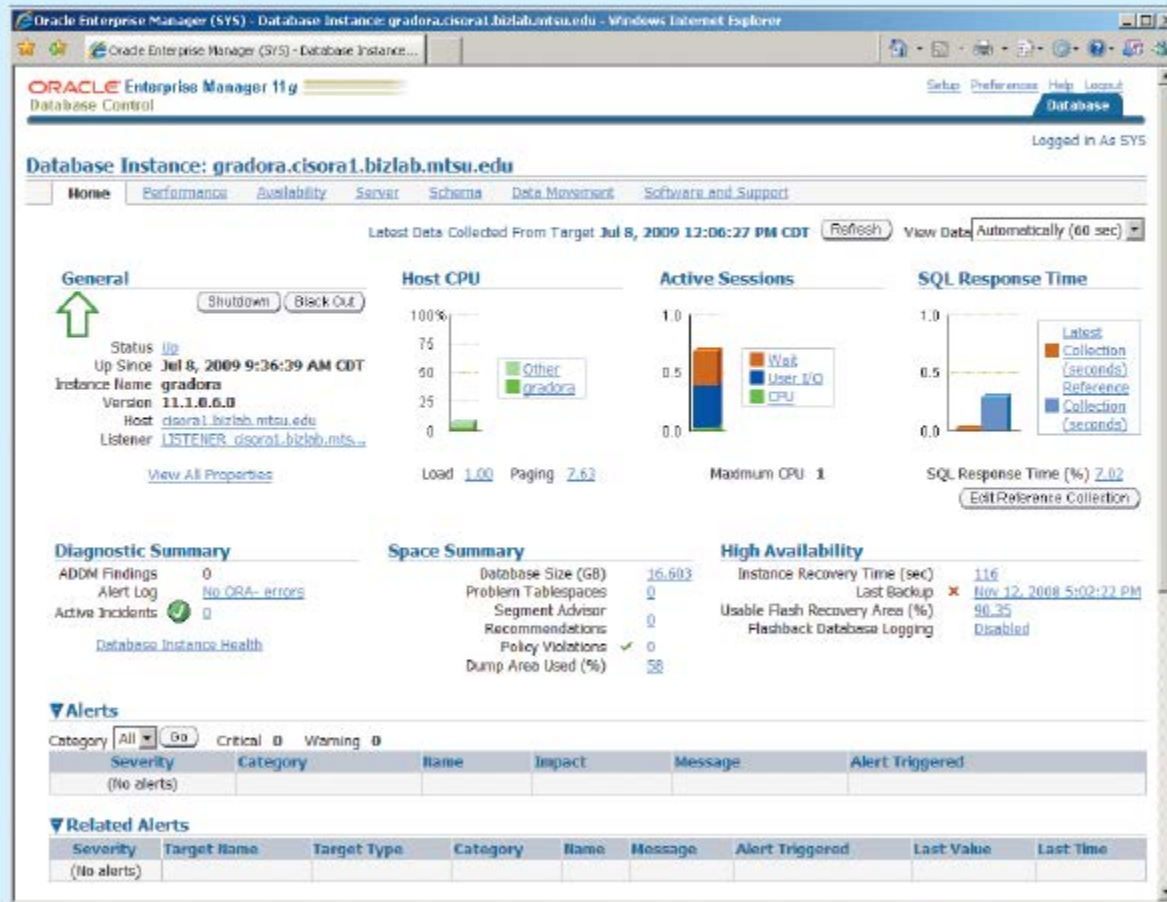 Oracle Enterprise Manager (SYS) - Database Instance: gradora.cisora1.bizlab.mtsu.edu - Windows Internet Explorer
Oracle Enterprise Manager (SYS) - Database Instance...
ORACLE Enterprise Manager 11g
Database Control
Setup Preferences Help Logout
Database
Logged in As SYS
Database Instance: gradora.cisora1.bizlab.mtsu.edu
Home Performance Availability Server Schema Data Movement Software and Support
Latest Data Collected From Target Jul 8, 2009 12:06:27 PM CDT Refresh View Data Automatically (60 sec)
General
Shutdown Black Out
Status Up
Up Since Jul 8, 2009 9:36:39 AM CDT
Instance Name gradora
Version 11.1.0.6.0
Host cisora1.bizlab.mtsu.edu
Listener LISTENER_cisora1.bizlab.mts...
View All Properties
Host CPU
100%
75
50
25
0
Other
gradora
Load 1.00 Paging 7.63
Active Sessions
1.0
0.5
0.0
Wait
User I/O
CPU
Maximum CPU 1
SQL Response Time
1.0
0.5
0.0
Latest
Collection
(seconds)
Reference
Collection
(seconds)
SQL Response Time (%) 7.02
Edit Reference Collection
Diagnostic Summary
ADDM Findings 0
Alert Log No ORA- errors
Active Incidents 0
Database Instance Health
Space Summary
Database Size (GB) 16.603
Problem Tablespaces 0
Segment Advisor
Recommendations 0
Policy Violations 0
Dump Area Used (%) 58
High Availability
Instance Recovery Time (sec) 116
Last Backup Nov 12, 2008 5:02:22 PM
Usable Flash Recovery Area (%) 90.35
Flashback Database Logging Disabled
Alerts
Category All Go Critical 0 Warning 0
Severity Category Name Impact Message Alert Triggered
(No alerts)
Related Alerts
Severity Target Name Target Type Category Name Message Alert Triggered Last Value Last Time
(No alerts)